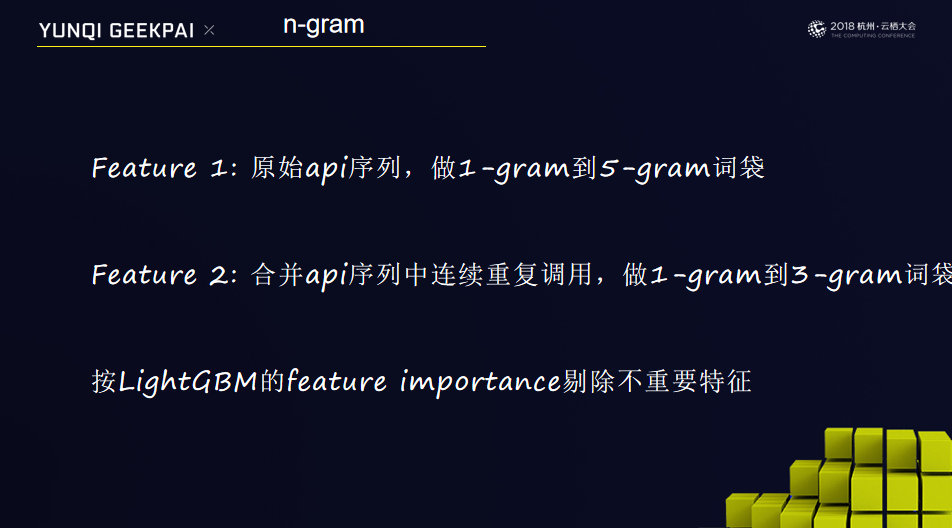 YUNQI GEEKPAI ×
n-gram
2018 杭州·云栖大会
THE COMPUTING CONFERENCE
Feature 1: 原始api序列，做1-gram到5-gram词袋
Feature 2: 合并api序列中连续重复调用，做1-gram到3-gram词袋
按LightGBM的feature importance剔除不重要特征